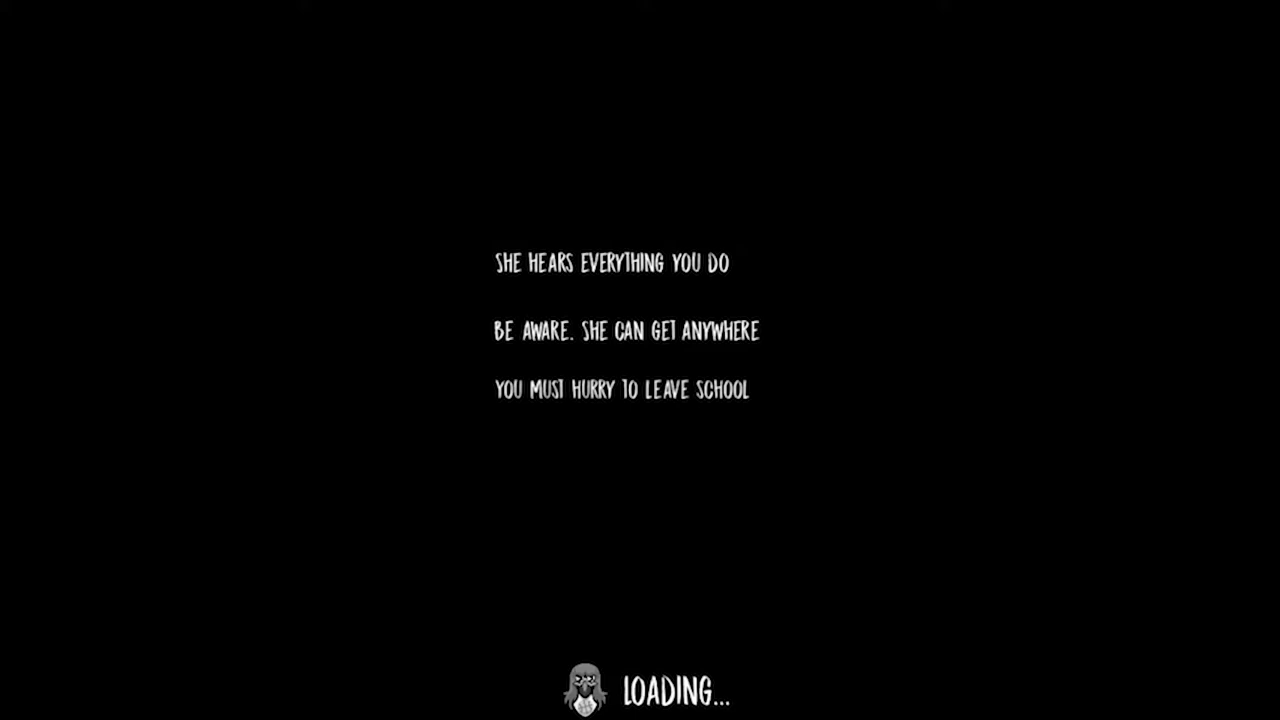 SHE HEARS EVERYTHING YOU DO
BE AWARE. SHE CAN GET ANYWHERE
YOU MUST HURRY TO LEAVE SCHOOL
LOADING...